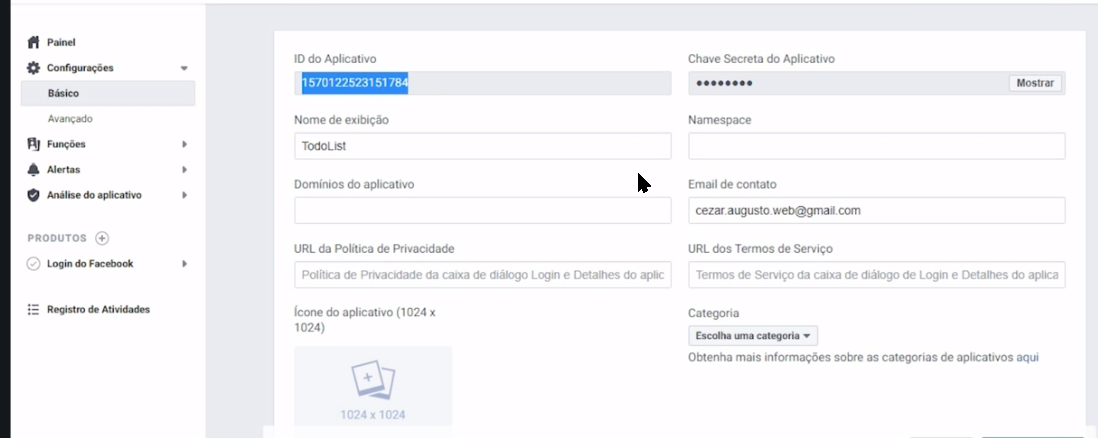 Painel
Configurações
Básico
Avançado
Funções
Alertas
Análise do aplicativo
PRODUTOS
Login do Facebook
Registro de Atividades
ID do Aplicativo
1570122523151784
Chave Secreta do Aplicativo
••••••••
Mostrar
Nome de exibição
TodoList
Namespace
Domínios do aplicativo
Email de contato
cezar.augusto.web@gmail.com
URL da Política de Privacidade
Política de Privacidade da caixa de diálogo Login e Detalhes do aplic
URL dos Termos de Serviço
Termos de Serviço da caixa de diálogo de Login e Detalhes do aplica
Ícone do aplicativo (1024 x
1024)
1024 x 1024
Categoria
Escolha uma categoria
Obtenha mais informações sobre as categorias de aplicativos aqui